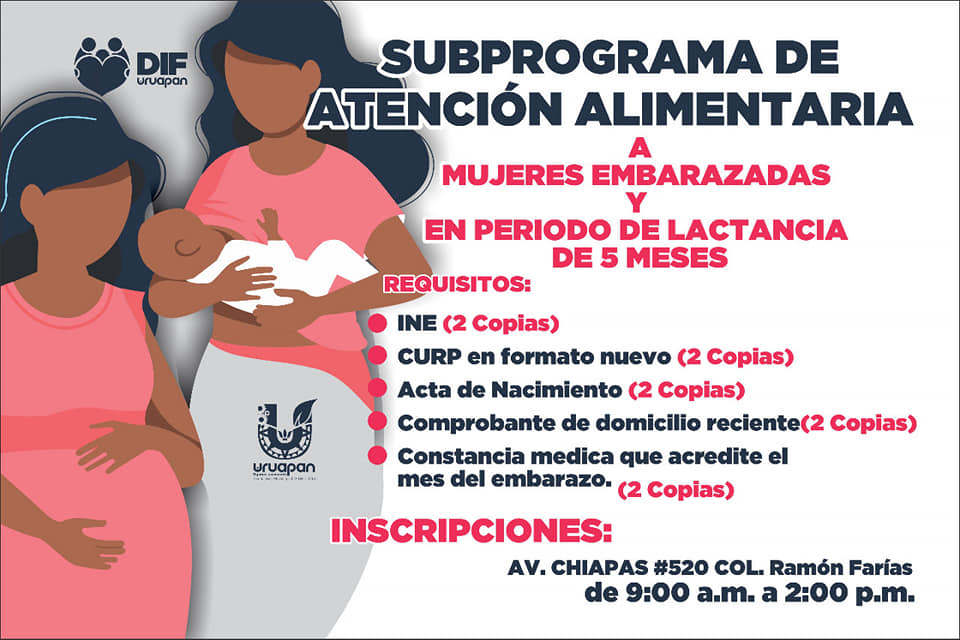 DIF
uruapan
SUBPROGRAMA DE
ATENCIÓN ALIMENTARIA
A
MUJERES EMBARAZADAS
Y
EN PERIODO DE LACTANCIA
DE 5 MESES
REQUISITOS:
INE (2 Copias)
CURP en formato nuevo (2 Copias)
Acta de Nacimiento (2 Copias)
Comprobante de domicilio reciente(2 Copias)
Constancia medica que acredite el
mes del embarazo. (2 Copias)
uruapan
INSCRIPCIONES:
AV. CHIAPAS #520 COL. Ramón Farías
de 9:00 a.m. a 2:00 p.m.